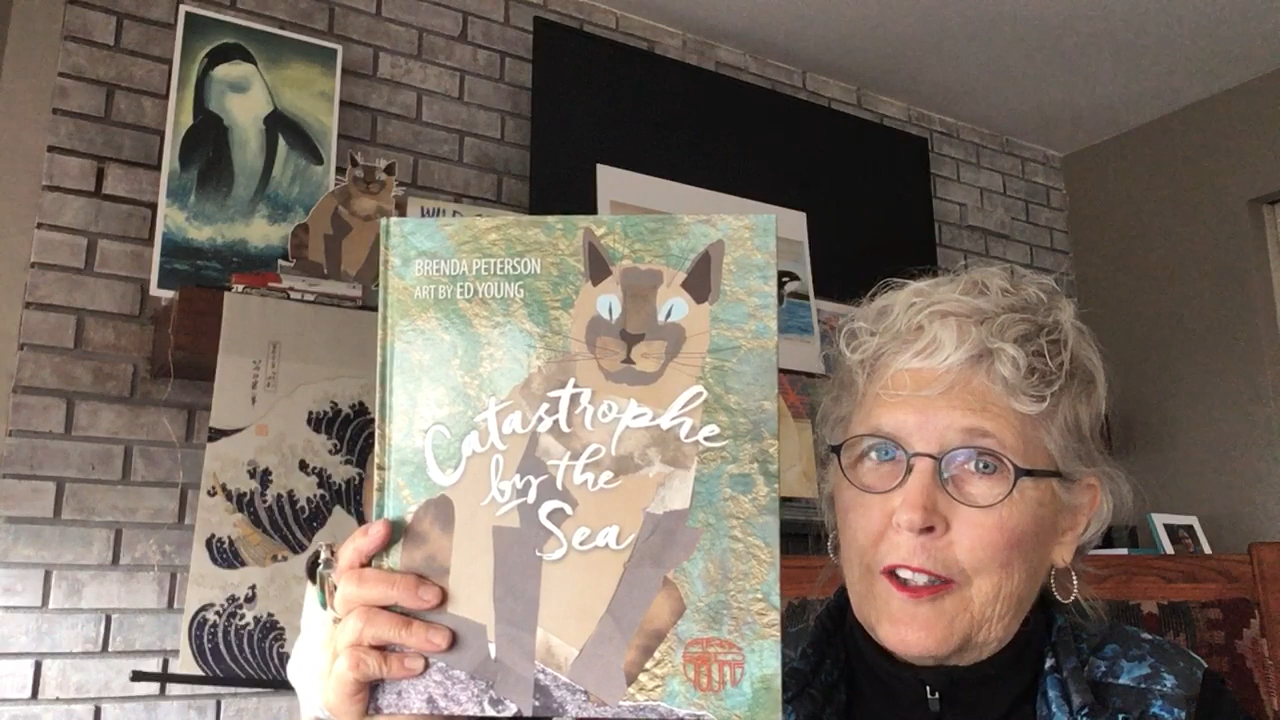 BRENDA PETERSON
ART BY ED YOUNG
Catastrophe
by the
Sea